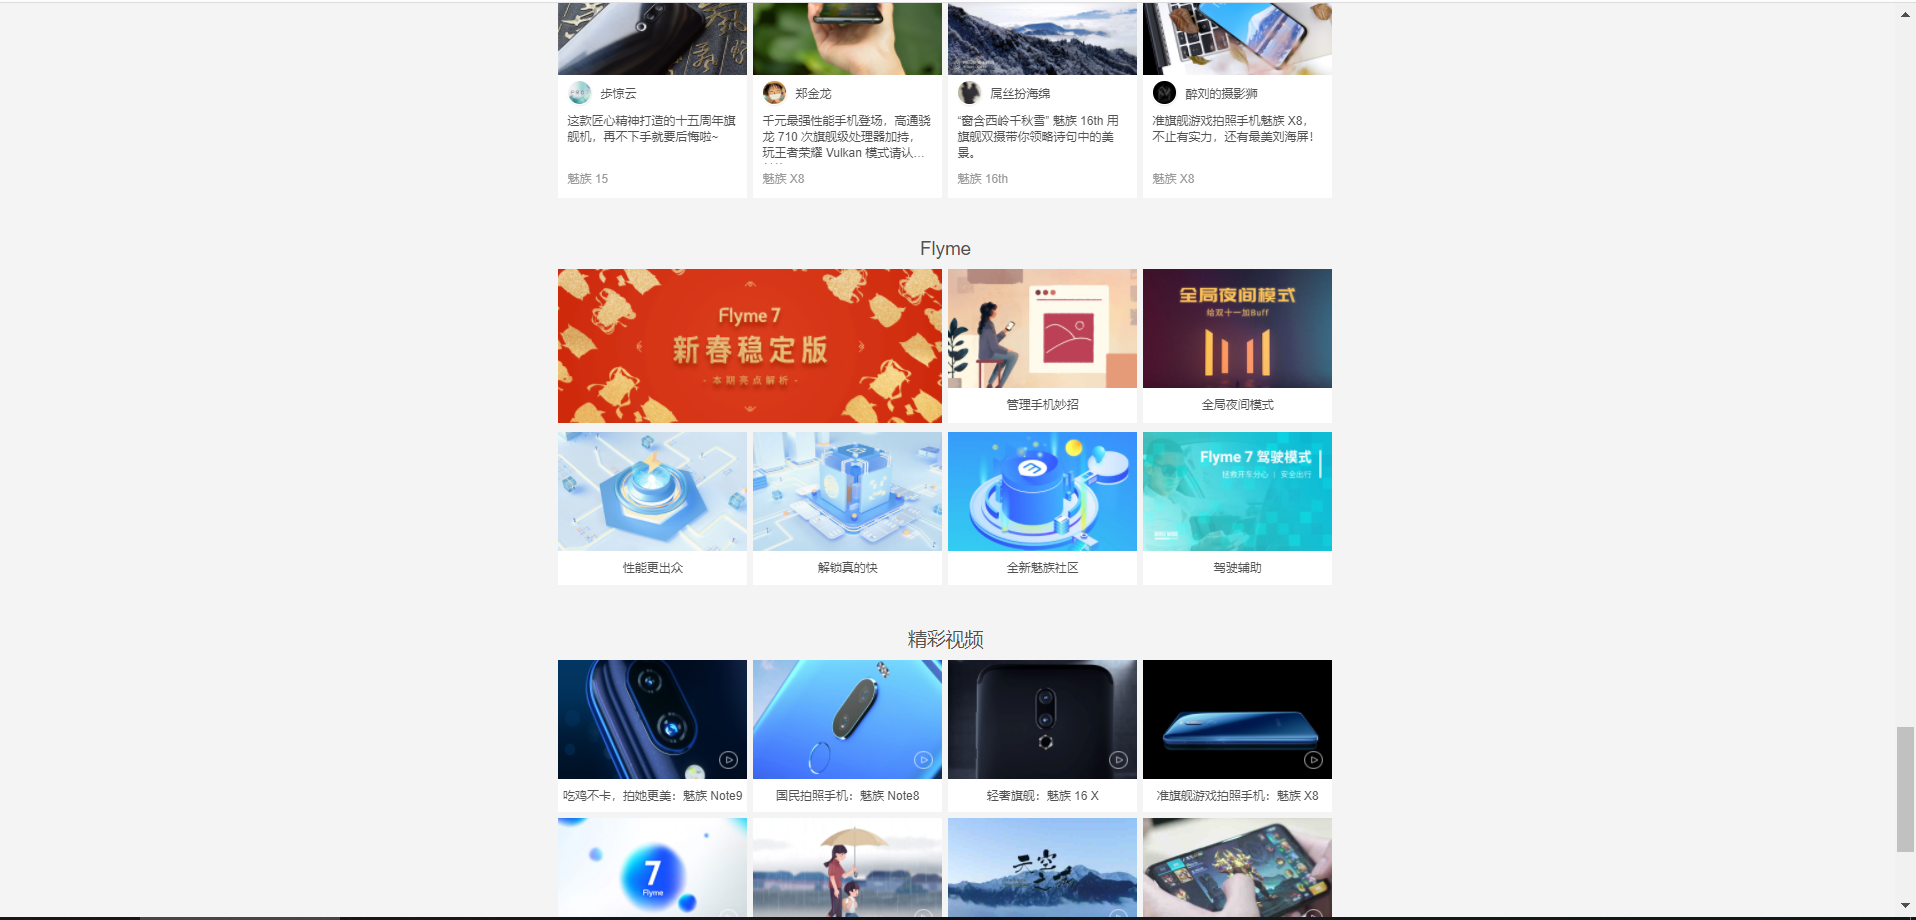 歩惊云
郑金龙
屌丝扮海绵
醉刘的摄影狮
这款匠心精神打造的十五周年旗
舰机，再不下手就要后悔啦~
千元最强性能手机登场，高通骁
龙 710 次旗舰级处理器加持，
玩王者荣耀 Vulkan 模式请认...
“窗含西岭千秋雪” 魅族 16th 用
旗舰双摄带你领略诗句中的美
景。
准旗舰游戏拍照手机魅族 X8，
不止有实力，还有最美刘海屏！
魅族 15
魅族 X8
魅族 16th
魅族 X8
Flyme
Flyme 7
新春稳定版
- 本期亮点解析 -
管理手机妙招
全局夜间模式
给双十一加Buff
全局夜间模式
性能更出众
解锁真的快
全新魅族社区
Flyme 7 驾驶模式
拯救开车分心 | 安全出行
驾驶辅助
精彩视频
吃鸡不卡，拍她更美：魅族 Note9
国民拍照手机：魅族 Note8
轻奢旗舰：魅族 16 X
准旗舰游戏拍照手机：魅族 X8
7
Flyme
天空
之